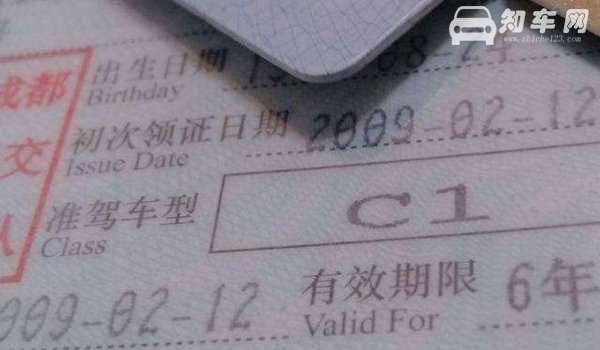 知车网
www.zhiche123.com
出生日期
Birthday
初次领证日期 2009-02-12
Issue Date
成都
交
准驾车型 C1
Class
009-02-12 有效期限 6年
Valid For